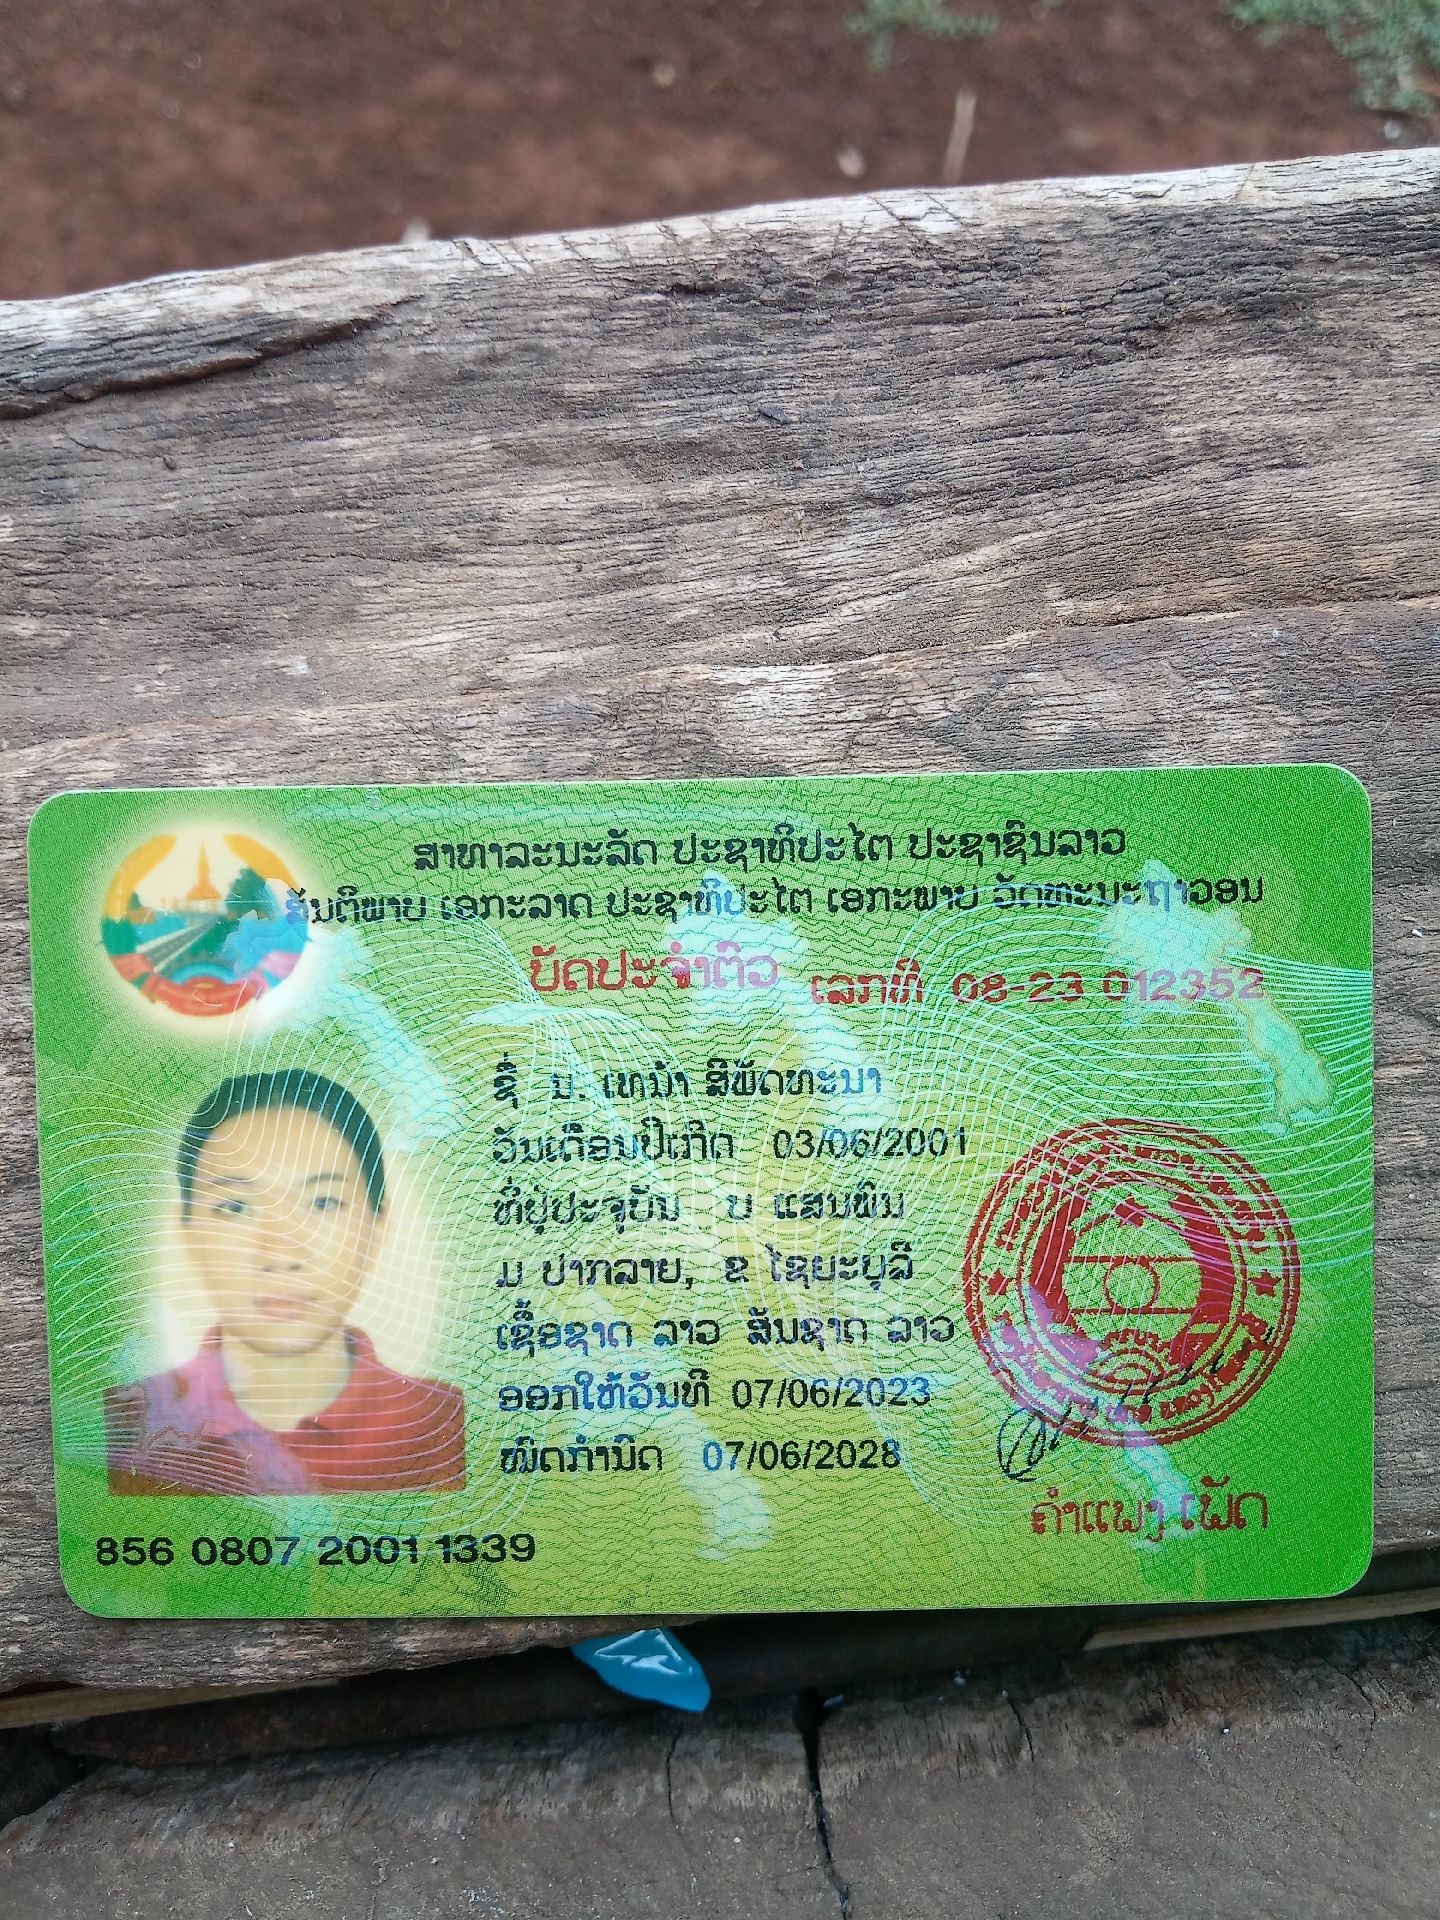 ສາທາລະນະລັດ ປະຊາທິປະໄຕ ປະຊາຊົນລາວ
ສັນຕິພາບ ເອກະລາດ ປະຊາທິປະໄຕ ເອກະພາບ ວັດທະນະຖາວອນ
ບັດປະຈຳຕົວ ເລກທີ 08-23 012352
ຊື່ ນ. ເຫນ້າ ສີພັດທະນາ
ວັນເດືອນປີເກີດ 03/06/2001
ທີ່ຢູ່ປະຈຸບັນ ບ ແສນພົນ
ມ ປາກລາຍ, ຂ ໄຊຍະບຸລີ
ເຊື້ອຊາດ ລາວ ສັນຊາດ ລາວ
ອອກໃຫ້ວັນທີ 07/06/2023
ໝົດກຳນົດ 07/06/2028
ຄຳແພງ ເພັດ
856 0807 2001 1339